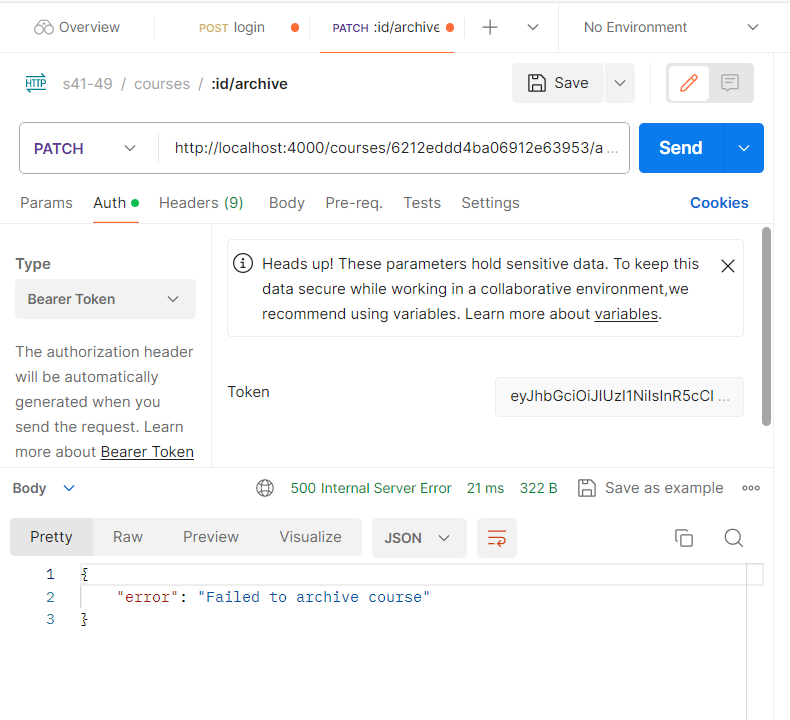 Overview
POST login
PATCH :id/archive
No Environment
HTTP s41-49 / courses / :id/archive
Save
PATCH
http://localhost:4000/courses/6212eddd4ba06912e63953/a ...
Send
Params Auth Headers (9) Body Pre-req. Tests Settings Cookies
Type
Bearer Token
The authorization header
will be automatically
generated when you
send the request. Learn
more about Bearer Token
Heads up! These parameters hold sensitive data. To keep this
data secure while working in a collaborative environment,we
recommend using variables. Learn more about variables.
Token
eyJhbGciOiJIUzI1NiIsInR5cCI ...
Body
500 Internal Server Error 21 ms 322 B Save as example
Pretty Raw Preview Visualize JSON
1 {
2 "error": "Failed to archive course"
3 }